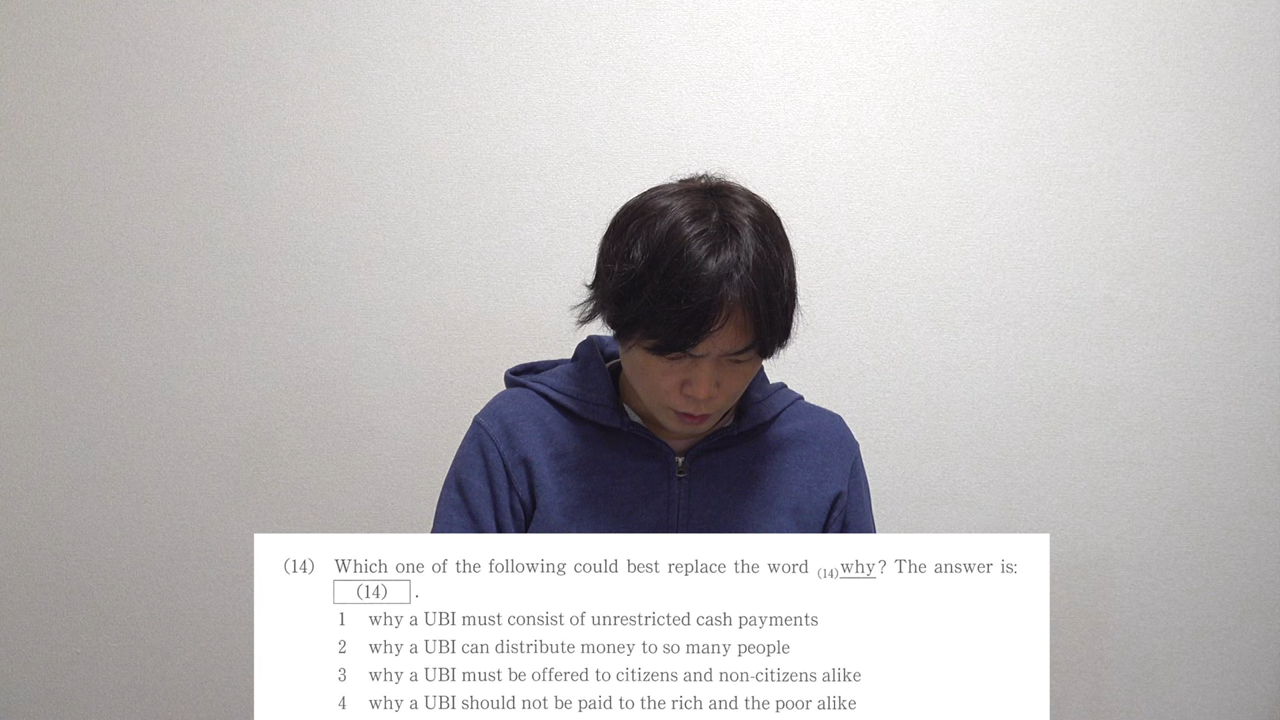 (14) Which one of the following could best replace the word (14)why? The answer is:
(14) .
1 why a UBI must consist of unrestricted cash payments
2 why a UBI can distribute money to so many people
3 why a UBI must be offered to citizens and non-citizens alike
4 why a UBI should not be paid to the rich and the poor alike